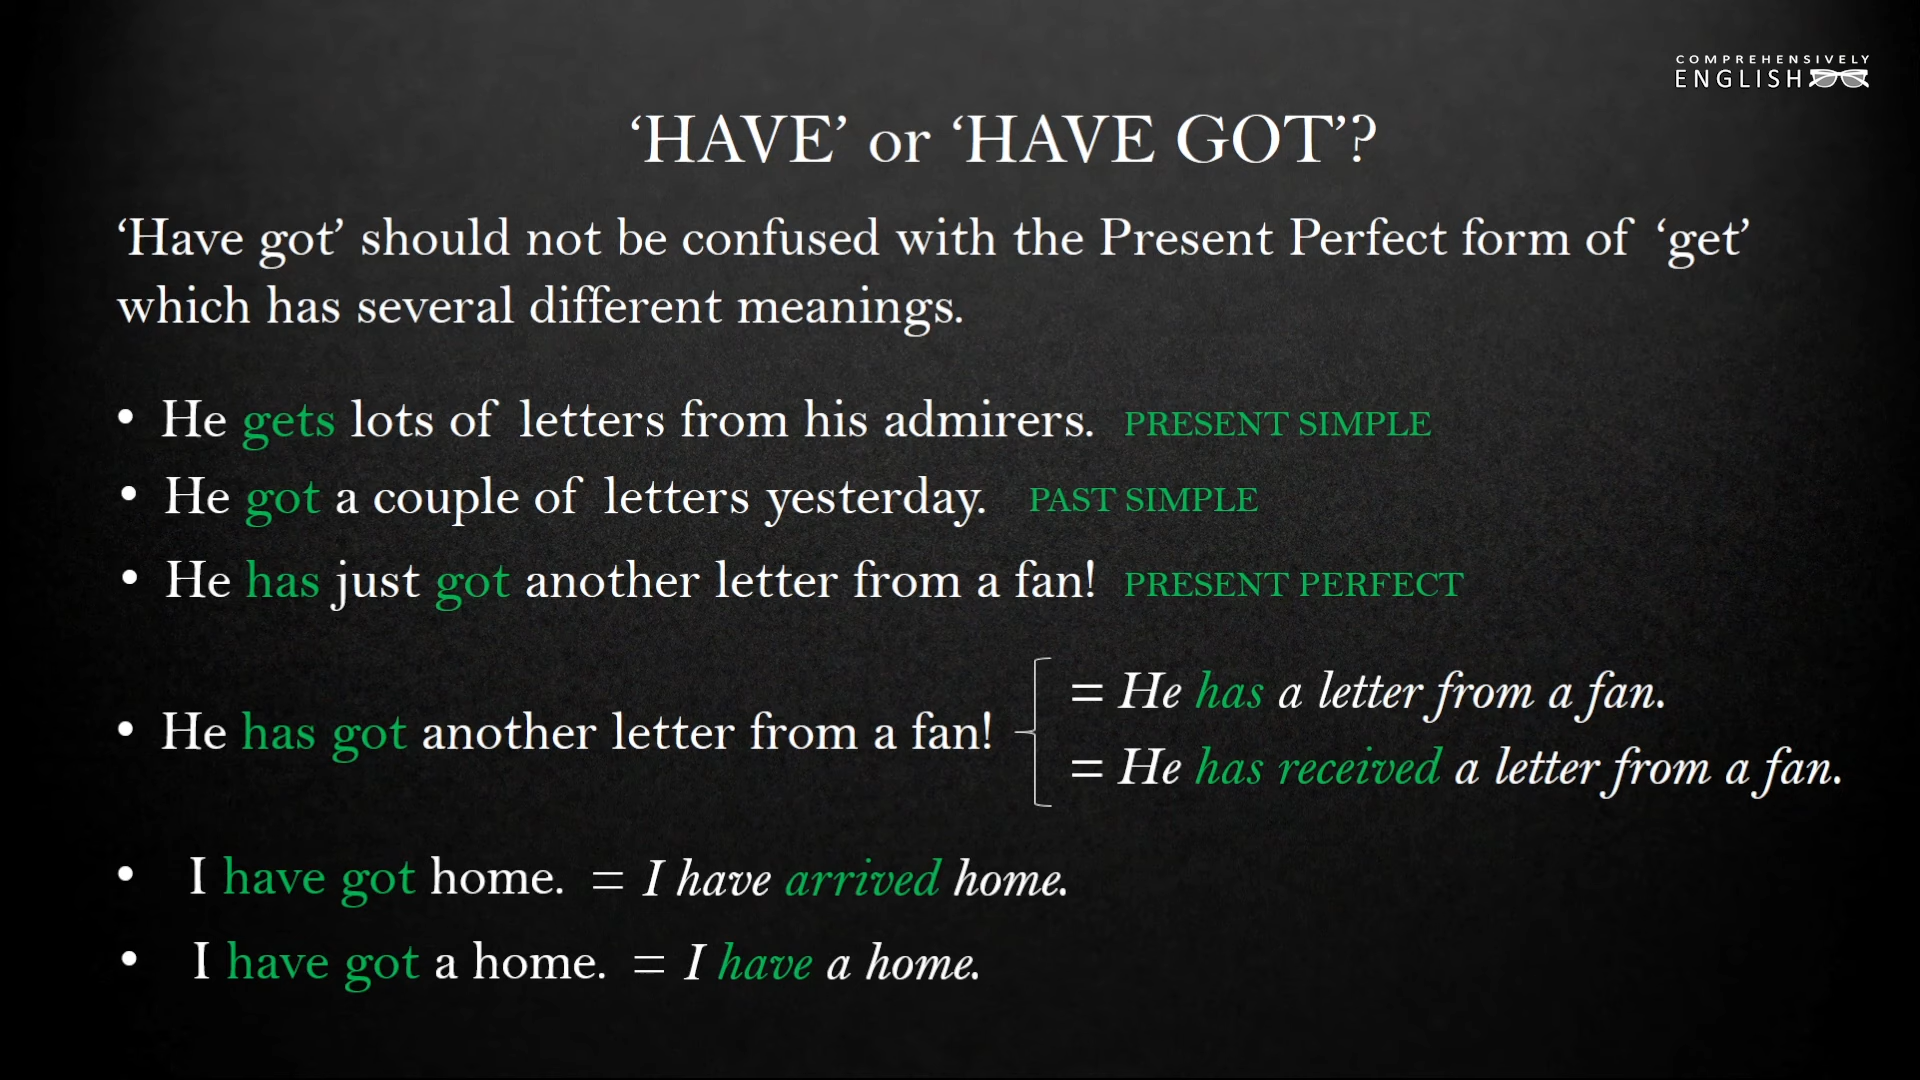 COMPREHENSIVELY
ENGLISH
‘HAVE’ or ‘HAVE GOT’?
‘Have got’ should not be confused with the Present Perfect form of ‘get’
which has several different meanings.
• He gets lots of letters from his admirers. PRESENT SIMPLE
• He got a couple of letters yesterday. PAST SIMPLE
• He has just got another letter from a fan! PRESENT PERFECT
= He has a letter from a fan.
• He has got another letter from a fan!
= He has received a letter from a fan.
• I have got home. = I have arrived home.
• I have got a home. = I have a home.